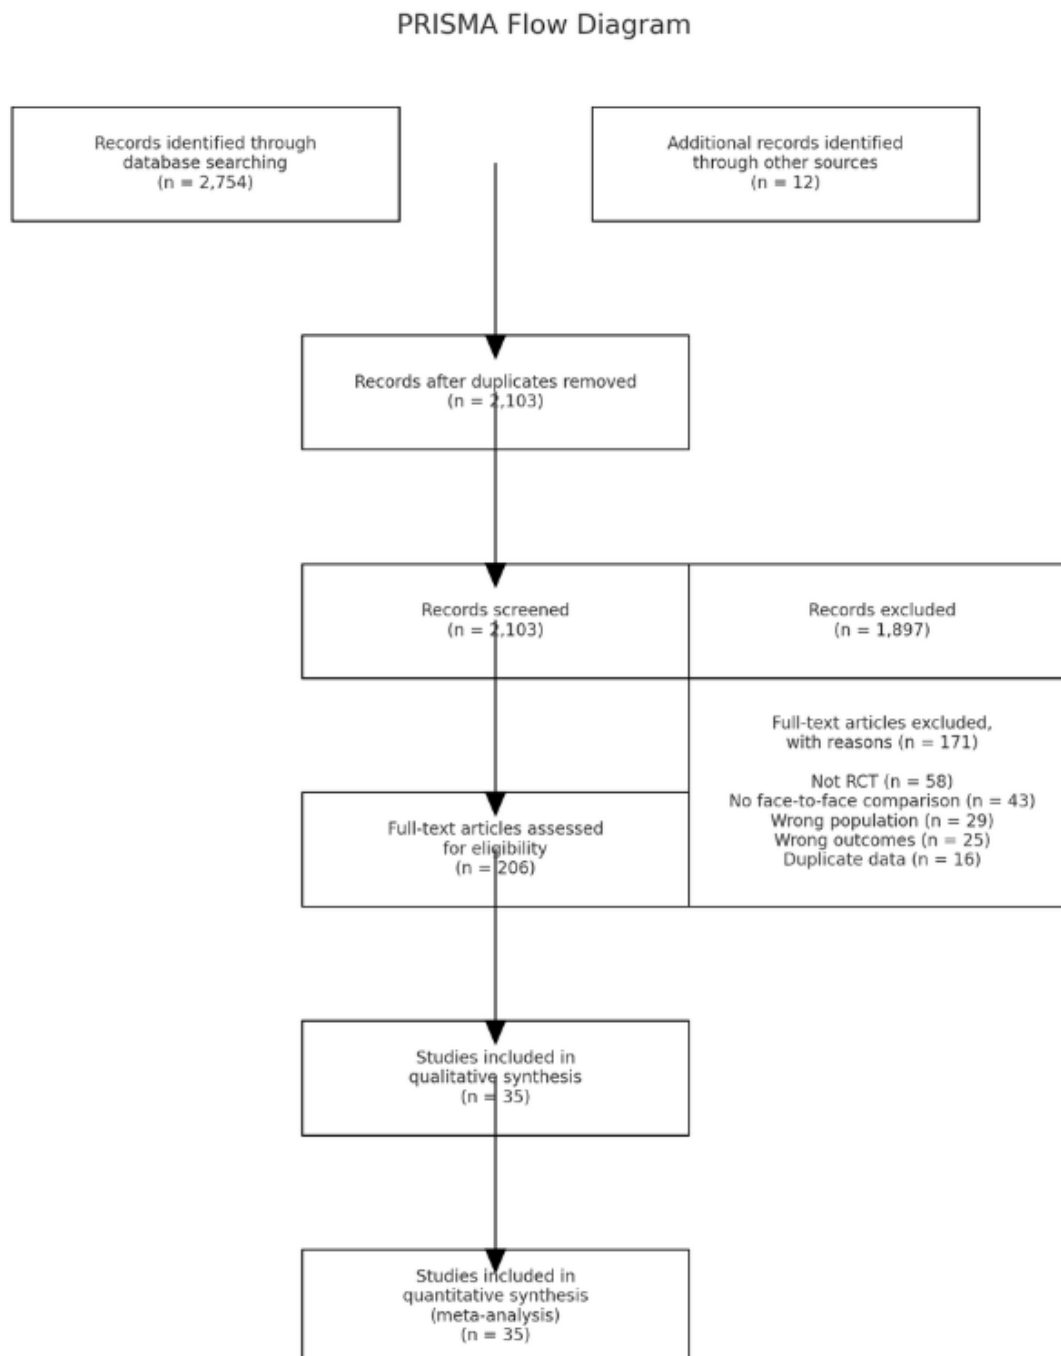 PRISMA Flow Diagram
Records identified through
database searching
(n = 2,754)
Additional records identified
through other sources
(n = 12)
Records after duplicates removed
(n = 2,103)
Records screened
(n = 2,103)
Records excluded
(n = 1,897)
Full-text articles excluded,
with reasons (n = 171)
Not RCT (n = 58)
No face-to-face comparison (n = 43)
Wrong population (n = 29)
Wrong outcomes (n = 25)
Duplicate data (n = 16)
Full-text articles assessed
for eligibility
(n = 206)
Studies included in
qualitative synthesis
(n = 35)
Studies included in
quantitative synthesis
(meta-analysis)
(n = 35)